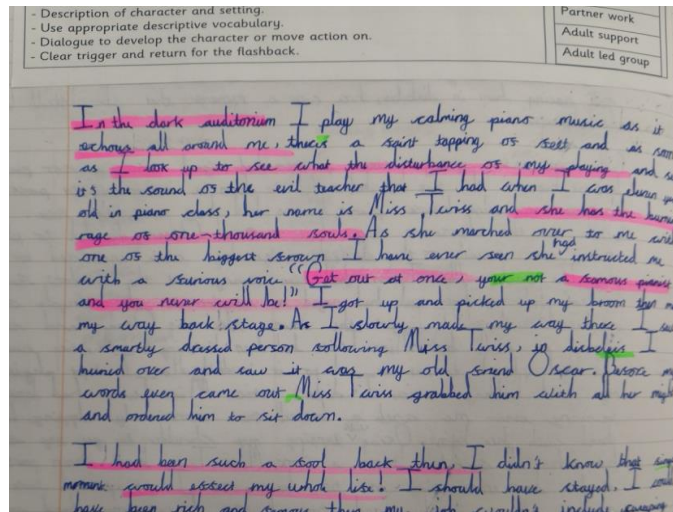 - Description of character and setting.
- Use appropriate descriptive vocabulary.
- Dialogue to develop the character or move action on.
- Clear trigger and return for the flashback.
Partner work
Adult support
Adult led group
In the dark auditorium I play my calming piano music as it
echous all around me, theris a faint tapping of feet and as soon
as I look up to see what the disturbance of my playing and
it's the sound of the evil teacher that I had when I was eleven
old in piano class, her name is Miss Twiss and she has the
rage of one-thousand souls. As she marched over to me
one of the biggest frown I have ever seen she had instructed me
with a furious voice "Get out at once, your not a famous
and you never will be!" I got up and picked up my broom
my way back stage. As I slowly made my way there I
a smartly dressed person following Miss Twiss, in disbeleif I
huried over and saw it was my old friend Oscar. Before
words even came out Miss Twiss grabbed him with all her
and ordered him to sit down.
I had been such a fool back then, I didn't know that
moment would effect my whole life! I should have stayed. I
have been rich and famous then my job wouldn't include